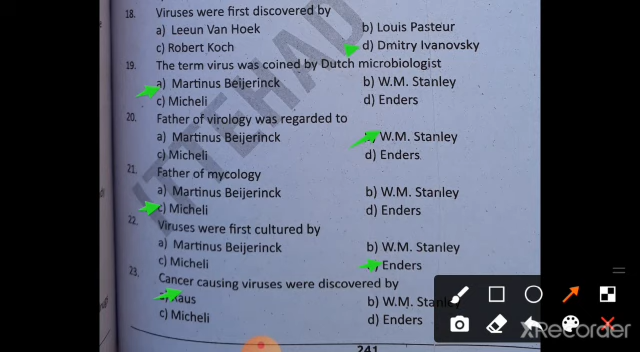 18. Viruses were first discovered by
a) Leeun Van Hoek b) Louis Pasteur
c) Robert Koch d) Dmitry Ivanovsky
19. The term virus was coined by Dutch microbiologist
a) Martinus Beijerinck b) W.M. Stanley
c) Micheli d) Enders
20. Father of virology was regarded to
a) Martinus Beijerinck W.M. Stanley
c) Micheli d) Enders
21. Father of mycology
a) Martinus Beijerinck b) W.M. Stanley
c) Micheli d) Enders
22. Viruses were first cultured by
a) Martinus Beijerinck b) W.M. Stanley
c) Micheli Enders
23. Cancer causing viruses were discovered by
b) W.M.
c) Micheli d) Enders
241
ITTEHAD
XRecorder